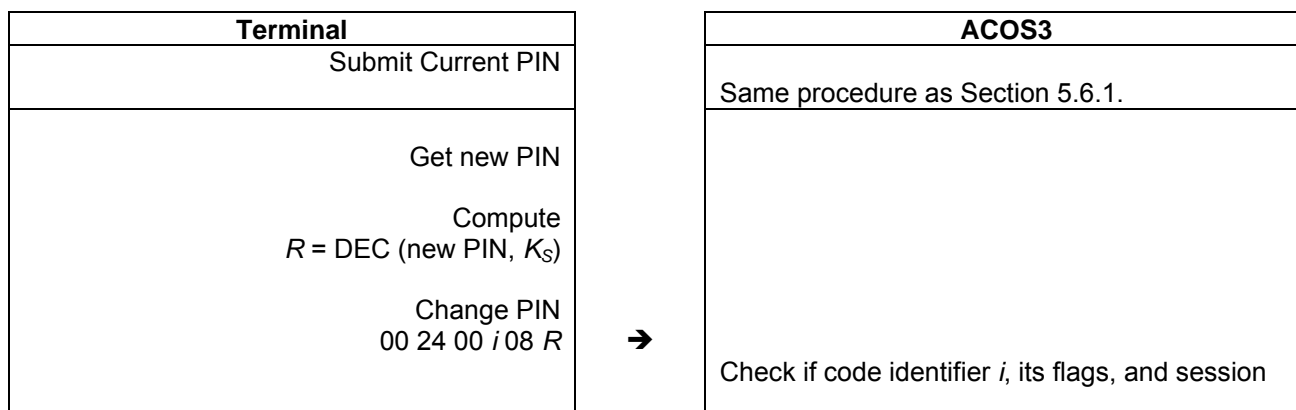 Terminal
ACOS3
Submit Current PIN
Same procedure as Section 5.6.1.
Get new PIN
Compute
R = DEC (new PIN, KS)
Change PIN
00 24 00 i 08 R
➔
Check if code identifier i, its flags, and session